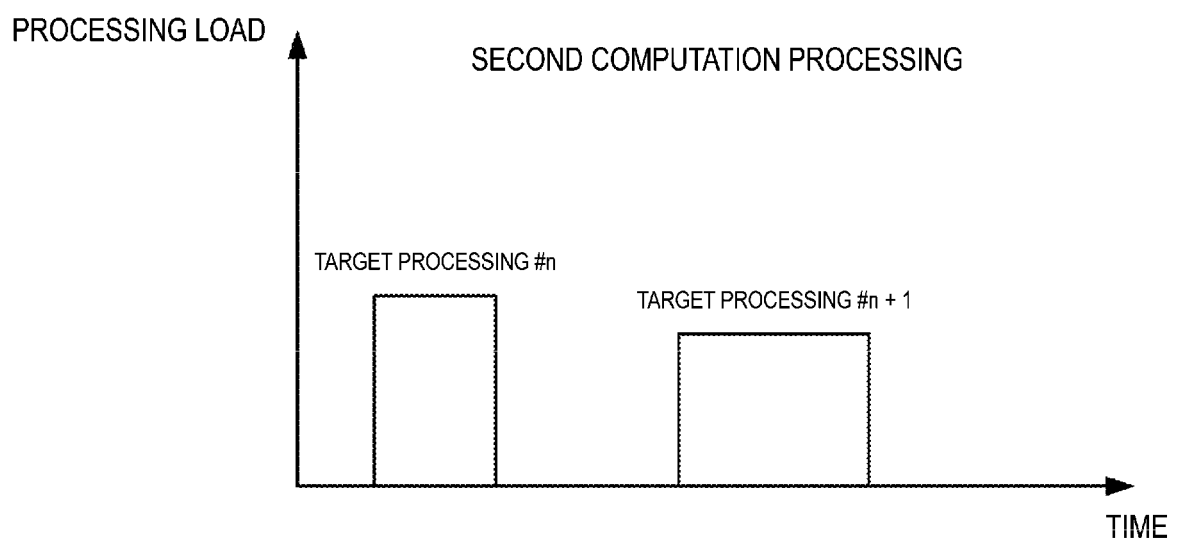 PROCESSING LOAD
SECOND COMPUTATION PROCESSING
TARGET PROCESSING #n
TARGET PROCESSING #n + 1
TIME